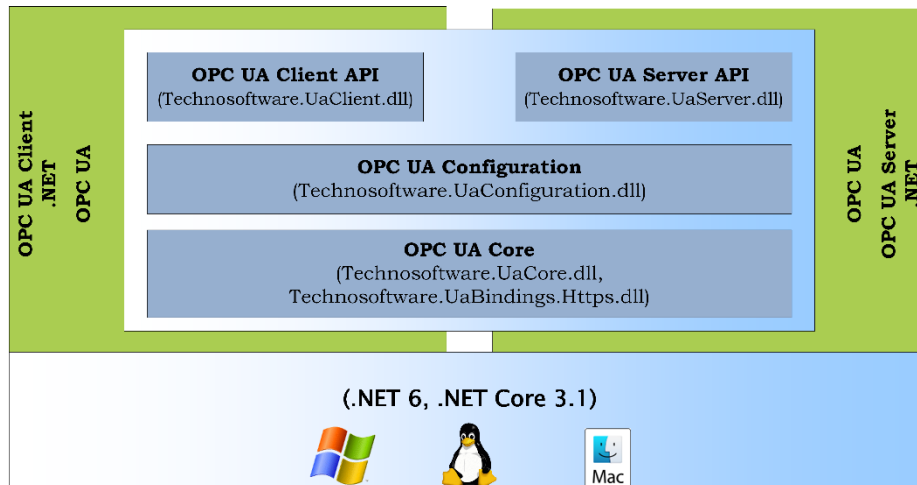 OPC UA Client API
(Technosoftware.UaClient.dll)
OPC UA Server API
(Technosoftware.UaServer.dll)
OPC UA Client
.NET
OPC UA
OPC UA Configuration
(Technosoftware.UaConfiguration.dll)
OPC UA Core
(Technosoftware.UaCore.dll,
Technosoftware.UaBindings.Https.dll)
OPC UA
OPC UA Server
.NET
(.NET 6, .NET Core 3.1)
Mac